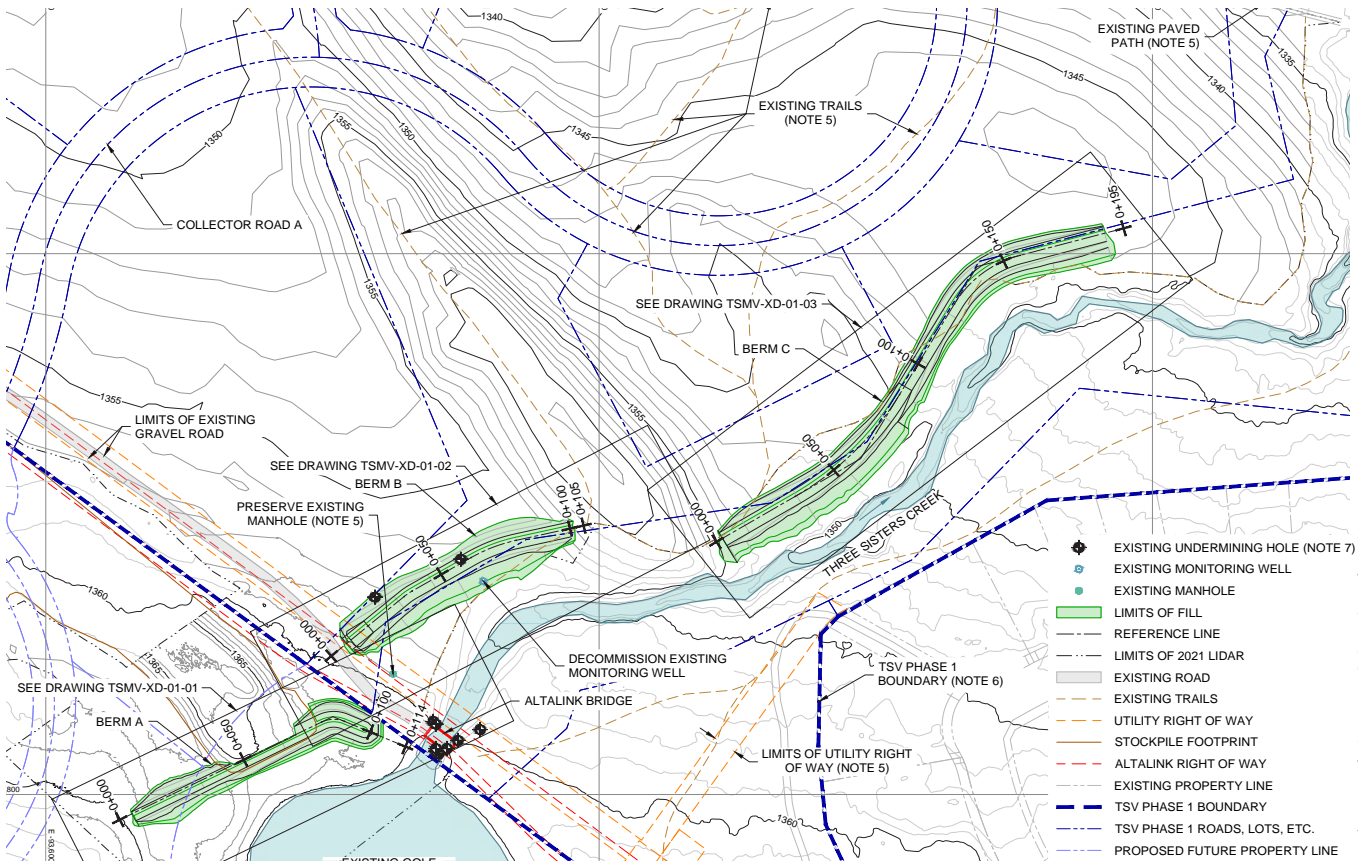 1340
EXISTING PAVED
PATH (NOTE 5)
1335
1345
1340
EXISTING TRAILS
(NOTE 5)
1355
1350
1345
1345
1350
COLLECTOR ROAD A
0+195
0+150
1355
SEE DRAWING TSMV-XD-01-03
BERM C
0+100
1355
LIMITS OF EXISTING
GRAVEL ROAD
1355
0+050
SEE DRAWING TSMV-XD-01-02
BERM B
PRESERVE EXISTING
MANHOLE (NOTE 5)
0+100
0+105
0+050
0+000
1350
THREE SISTERS CREEK
1360
0+000
1365
1365
DECOMMISSION EXISTING
MONITORING WELL
ALTALINK BRIDGE
TSV PHASE 1
BOUNDARY (NOTE 6)
SEE DRAWING TSMV-XD-01-01
BERM A
0+100
0+114
0+050
LIMITS OF UTILITY RIGHT
OF WAY (NOTE 5)
0+000
800
E -93,600
1360
EXISTING GOLF
EXISTING UNDERMINING HOLE (NOTE 7)
EXISTING MONITORING WELL
EXISTING MANHOLE
LIMITS OF FILL
REFERENCE LINE
LIMITS OF 2021 LIDAR
EXISTING ROAD
EXISTING TRAILS
UTILITY RIGHT OF WAY
STOCKPILE FOOTPRINT
ALTALINK RIGHT OF WAY
EXISTING PROPERTY LINE
TSV PHASE 1 BOUNDARY
TSV PHASE 1 ROADS, LOTS, ETC.
PROPOSED FUTURE PROPERTY LINE